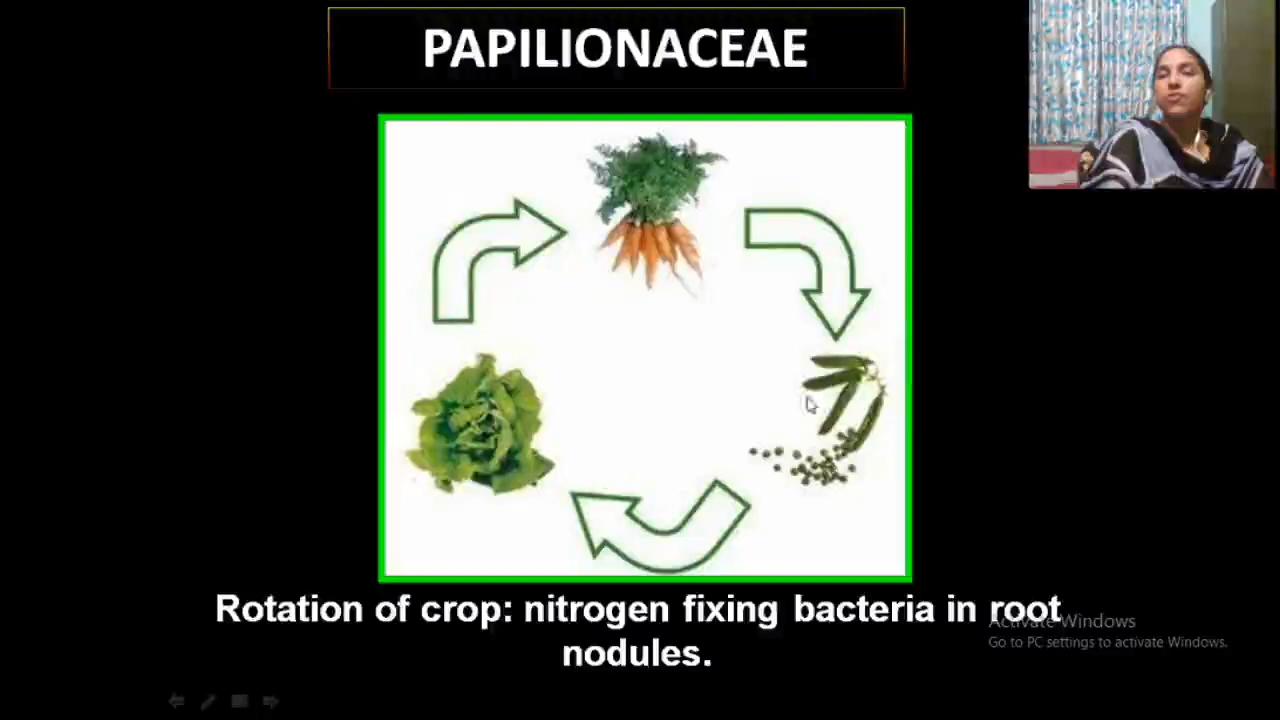 PAPILIONACEAE
Rotation of crop: nitrogen fixing bacteria in root
nodules.
Activate Windows
Go to PC settings to activate Windows.